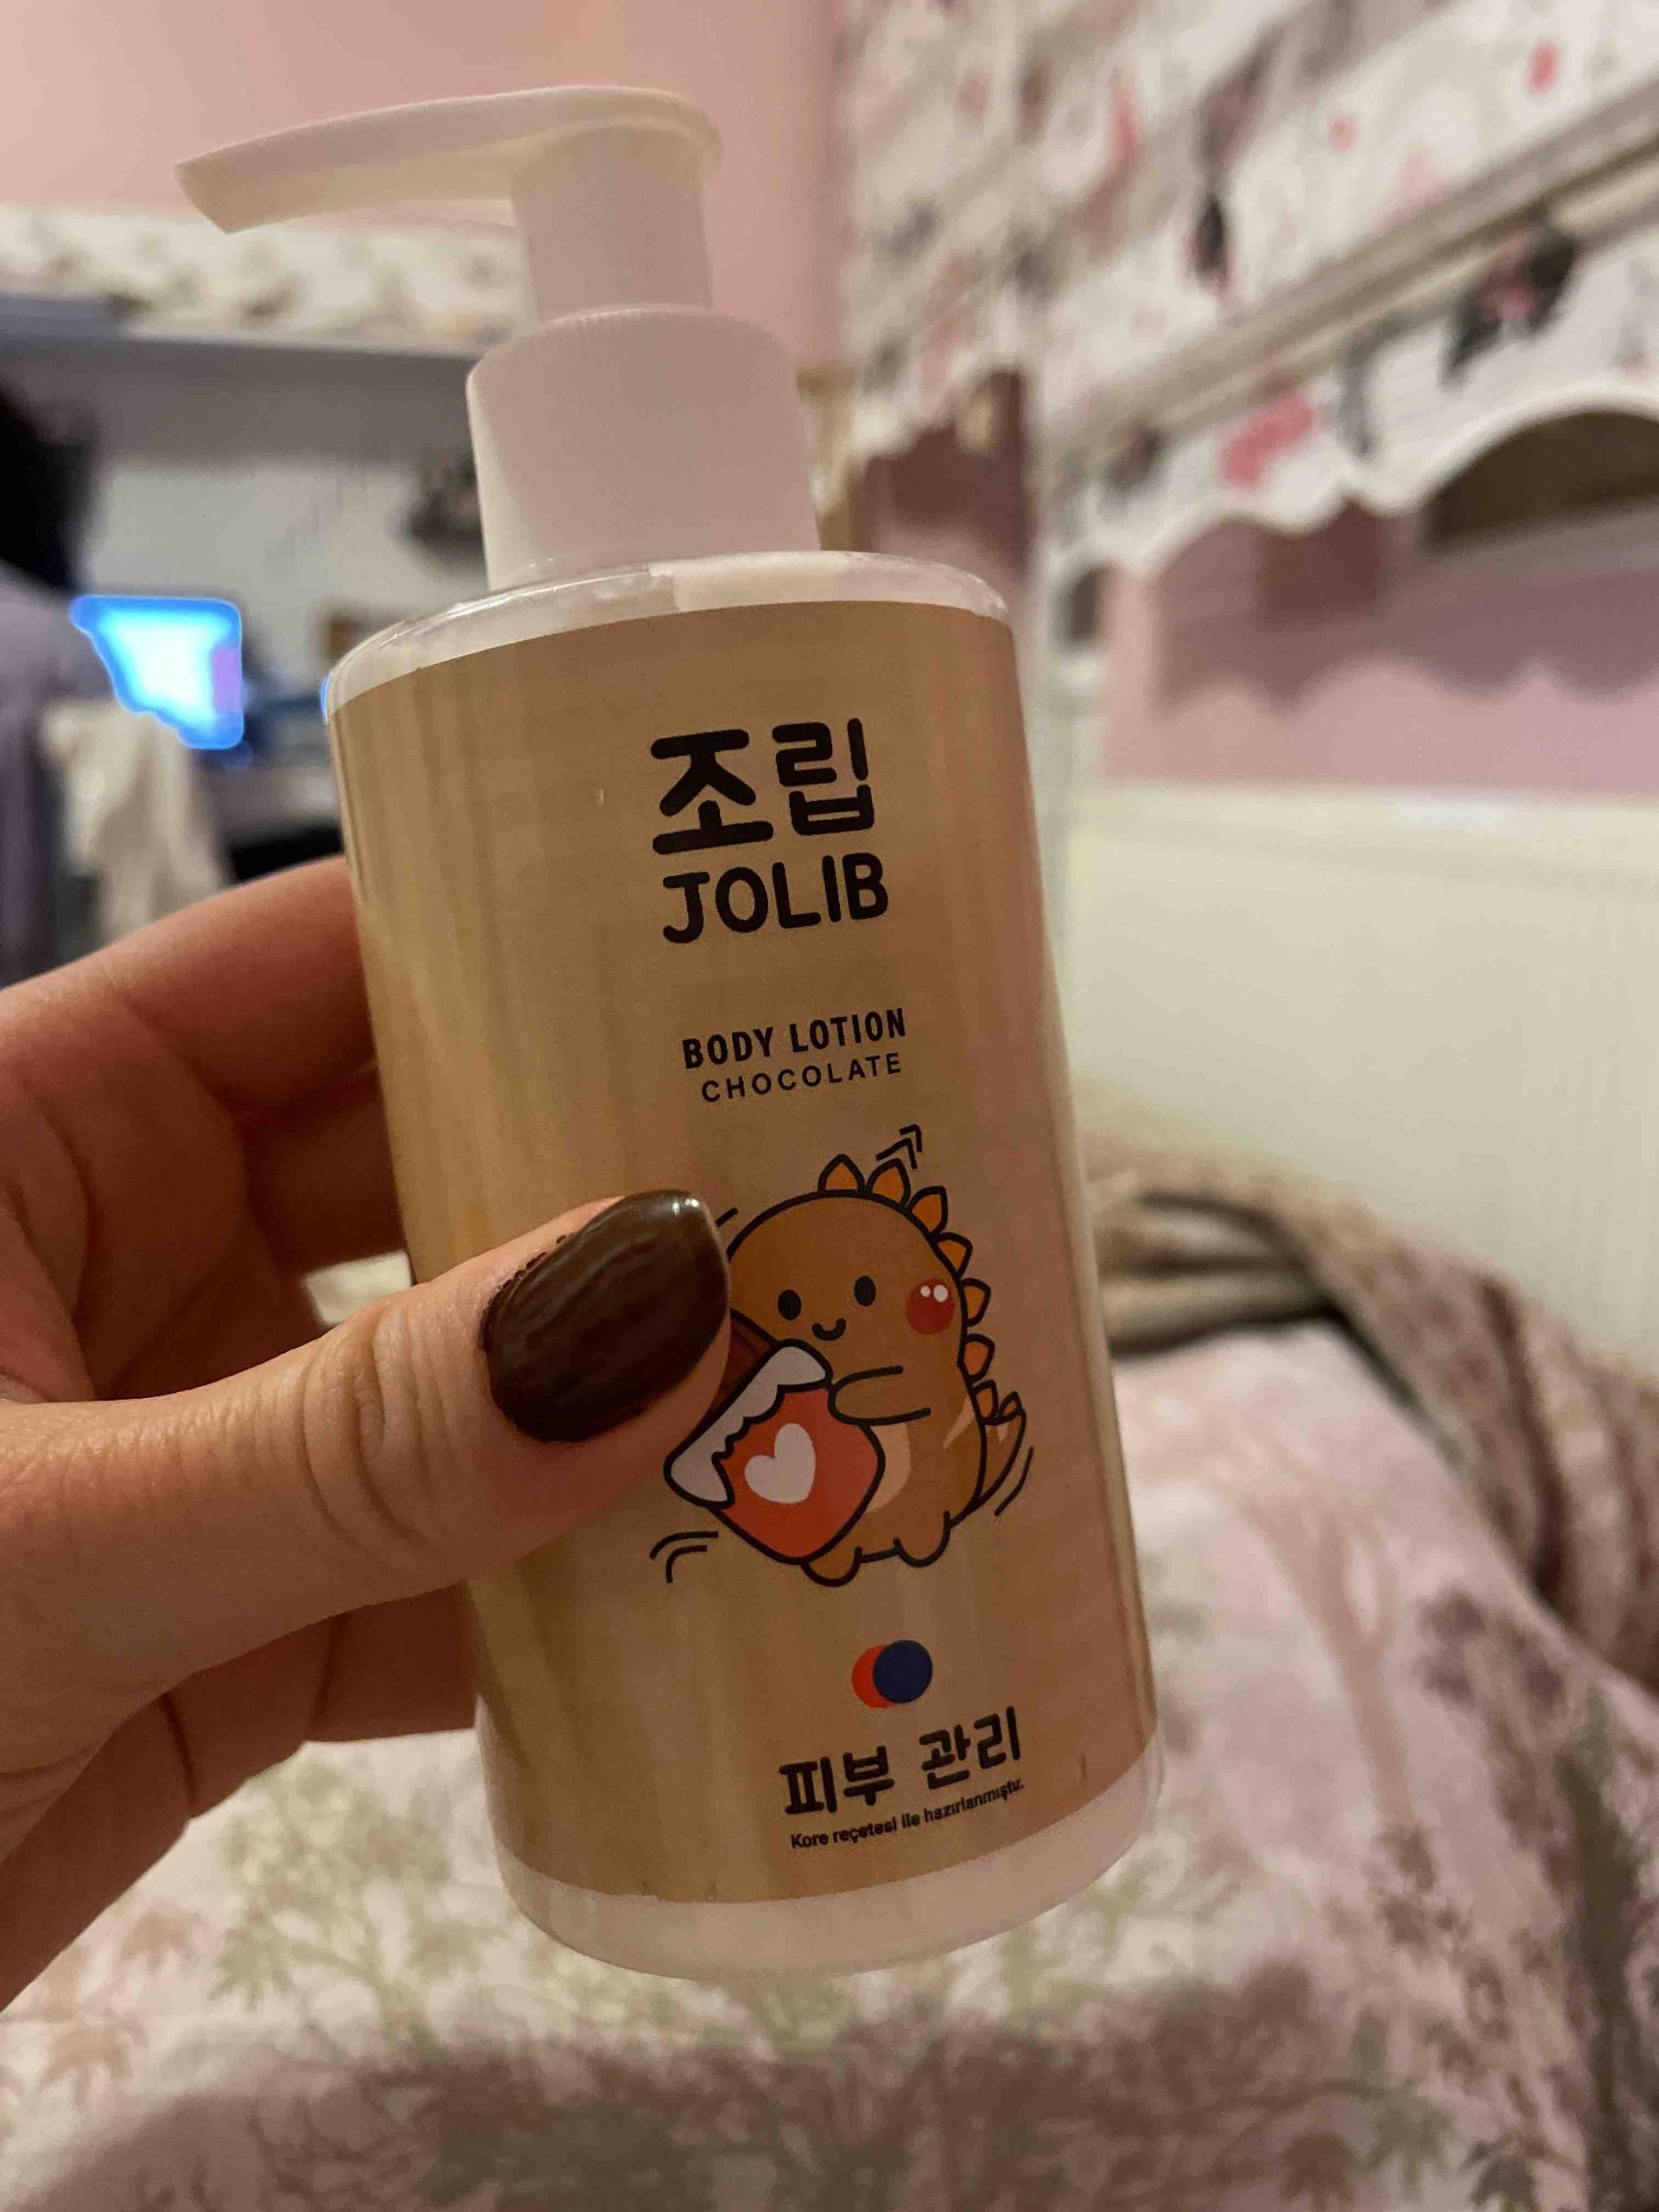 조립
JOLIB
BODY LOTION
CHOCOLATE
피부 관리
Kore reçetesi ile hazırlanmıştır.